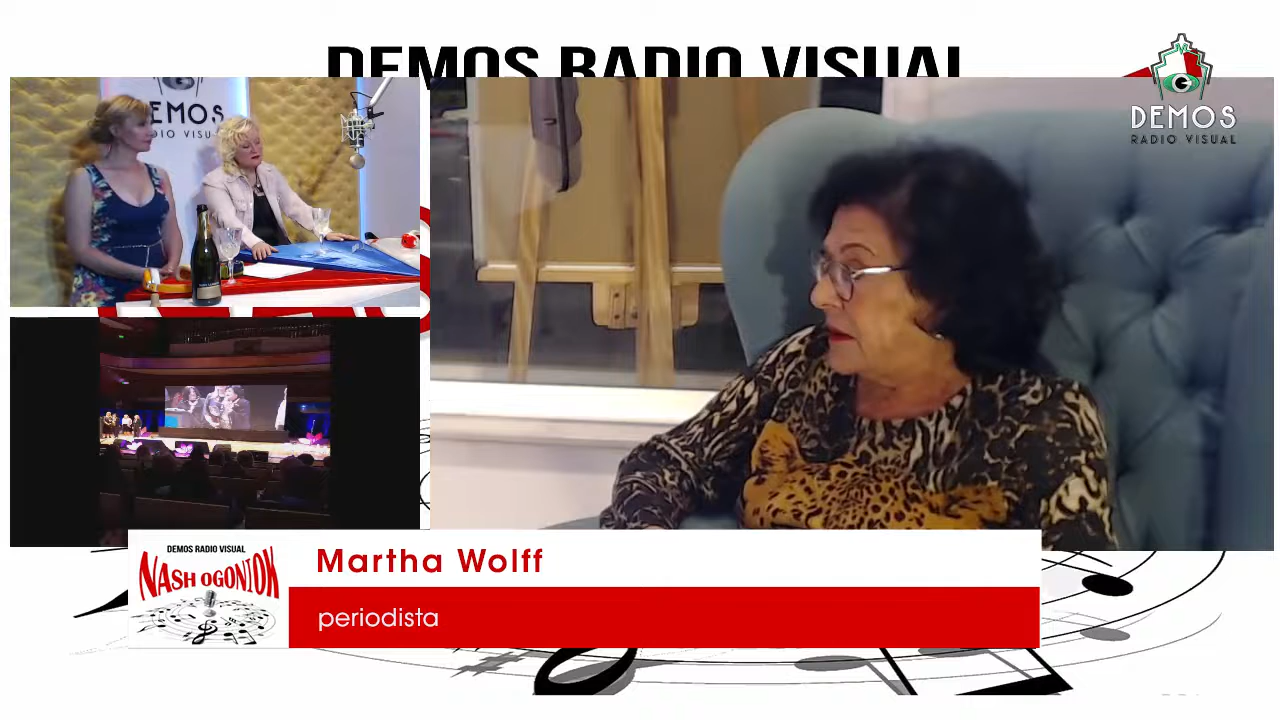 DEMOS RADIO VISUAL
DEMOS
RADIO VISUAL
DEMOS
RADIO VISUAL
DEMOS RADIO VISUAL
NASH OGONIOK
Martha Wolff
periodista